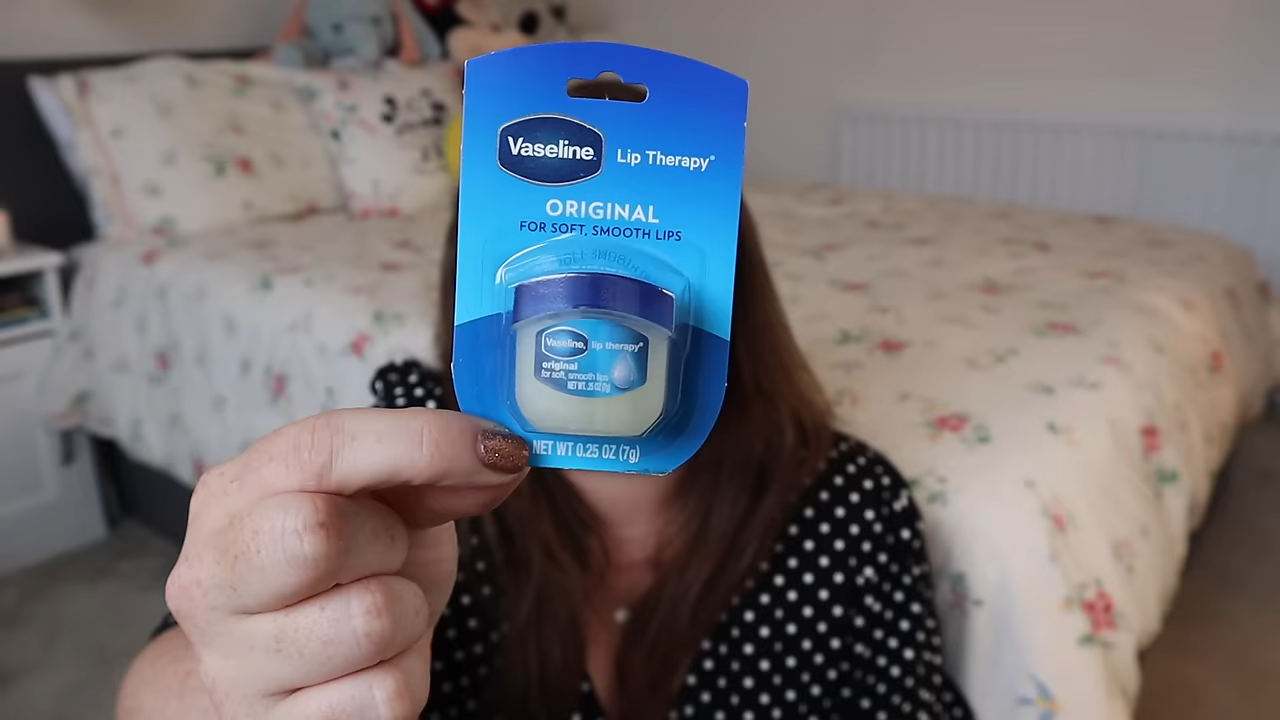 Vaseline
Lip Therapy®
ORIGINAL
FOR SOFT, SMOOTH LIPS
Vaseline, lip therapy®
original
for soft, smooth lips
NET WT. .25 OZ (7g)
NET WT 0.25 OZ (7g)